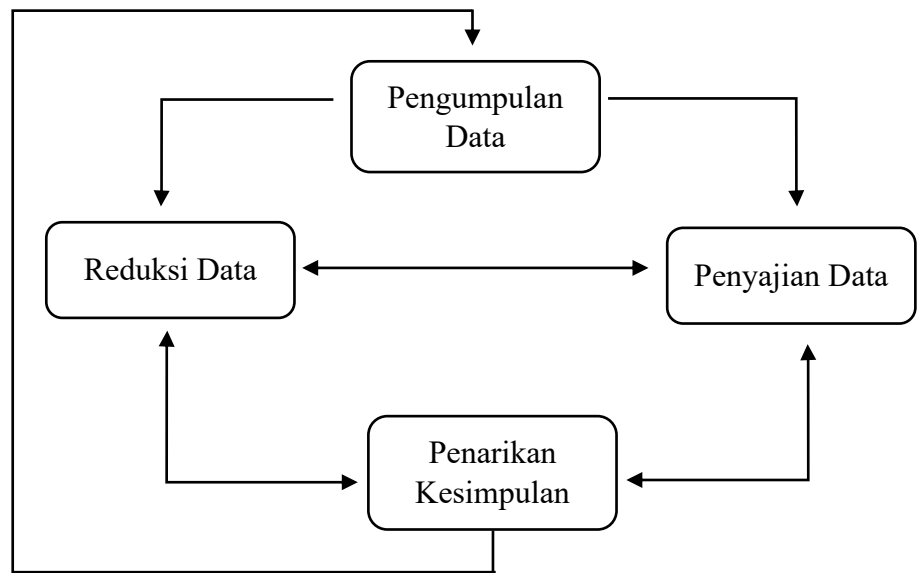 Pengumpulan
Data
Reduksi Data
Penyajian Data
Penarikan
Kesimpulan